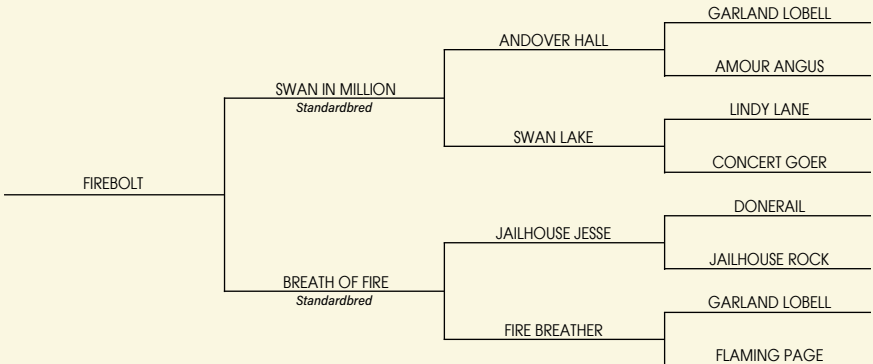 GARLAND LOBELL
ANDOVER HALL
AMOUR ANGUS
SWAN IN MILLION
Standardbred
LINDY LANE
SWAN LAKE
CONCERT GOER
FIREBOLT
DONERAIL
JAILHOUSE JESSE
JAILHOUSE ROCK
BREATH OF FIRE
Standardbred
GARLAND LOBELL
FIRE BREATHER
FLAMING PAGE